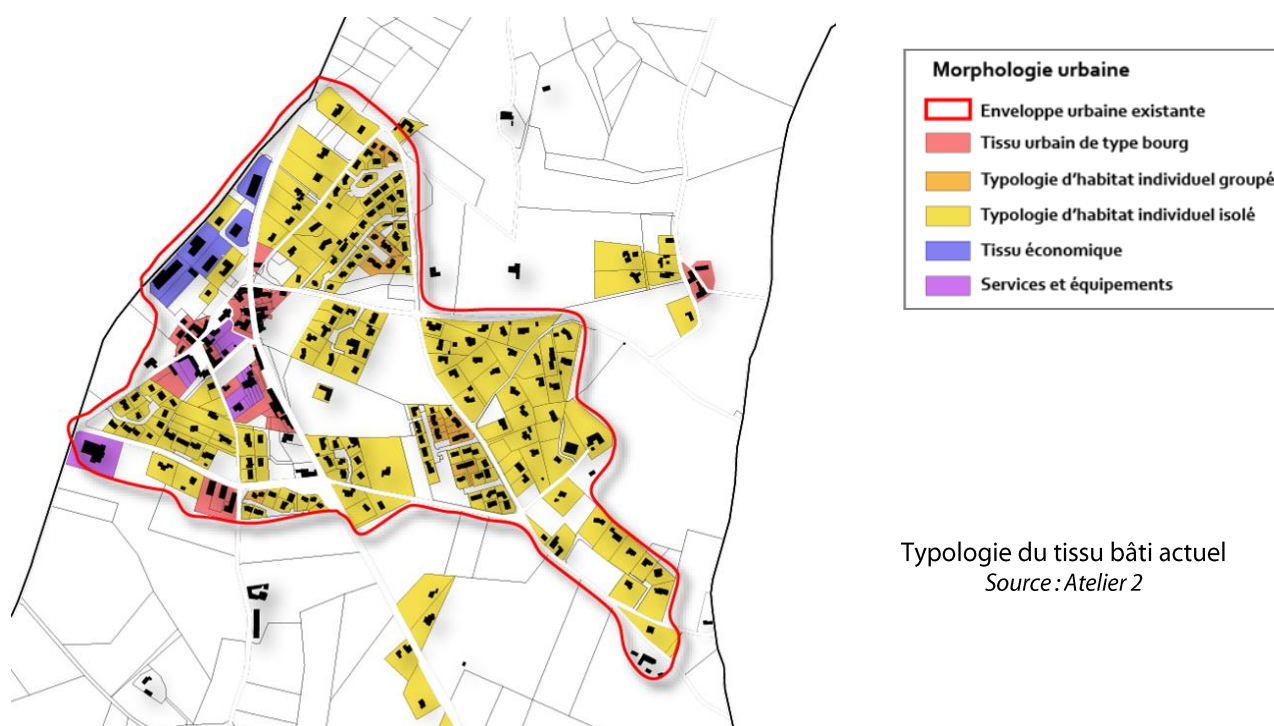 Morphologie urbaine
Enveloppe urbaine existante
Tissu urbain de type bourg
Typologie d'habitat individuel groupé
Typologie d'habitat individuel isolé
Tissu économique
Services et équipements
Typologie du tissu bâti actuel
Source : Atelier 2